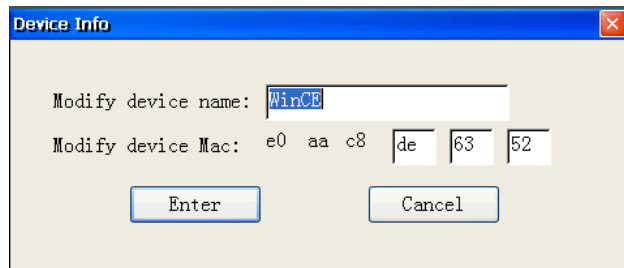 Device Info
Modify device name: WinCE
Modify device Mac: e0 aa c8 de 63 52
Enter Cancel